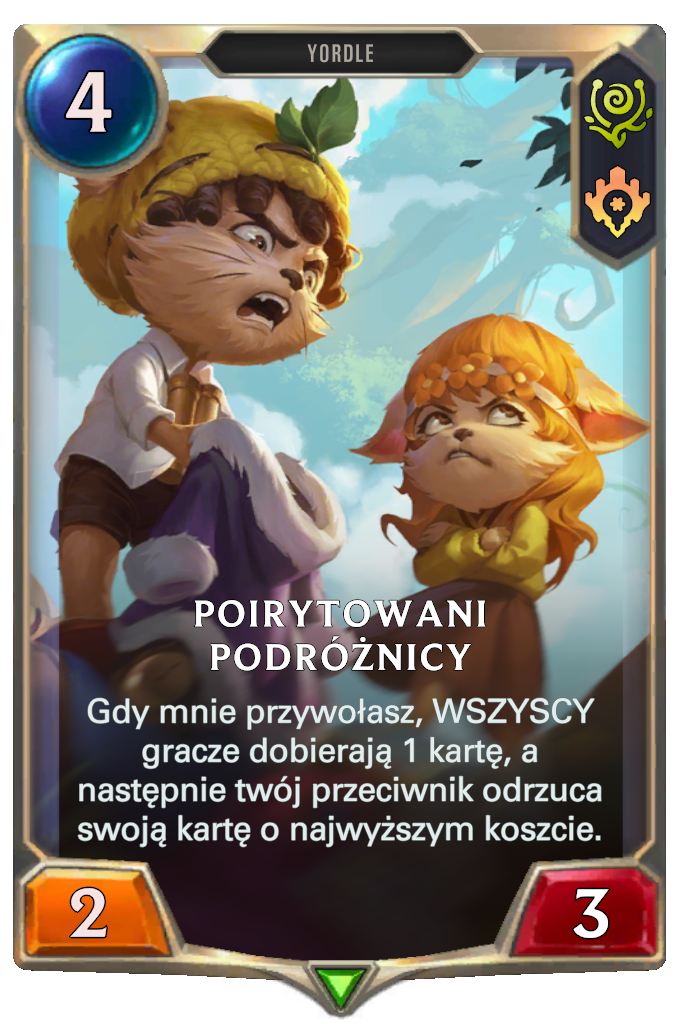 4
YORDLE
POIRYTOWANI
PODRÓŻNICY
Gdy mnie przywołasz, WSZYSCY
gracze dobierają 1 kartę, a
następnie twój przeciwnik odrzuca
swoją kartę o najwyższym koszcie.
2
3